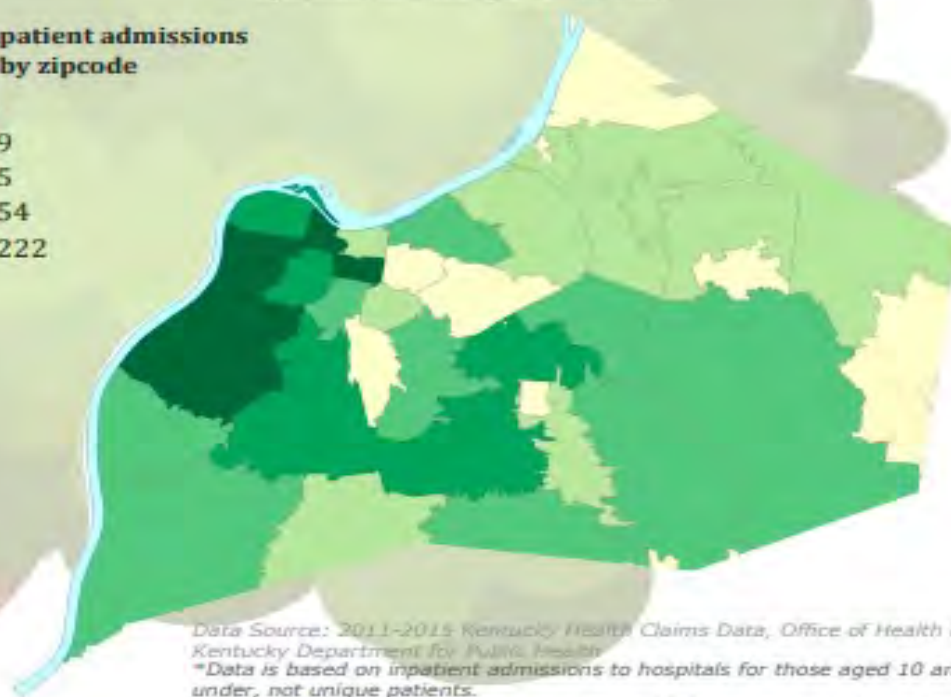 patient admissions
by zipcode
9
5
54
222
Data Source: 2011-2015 Kentucky Health Claims Data, Office of Health
Kentucky Department for Public Health
*Data is based on inpatient admissions to hospitals for those aged 10 an
under, not unique patients.